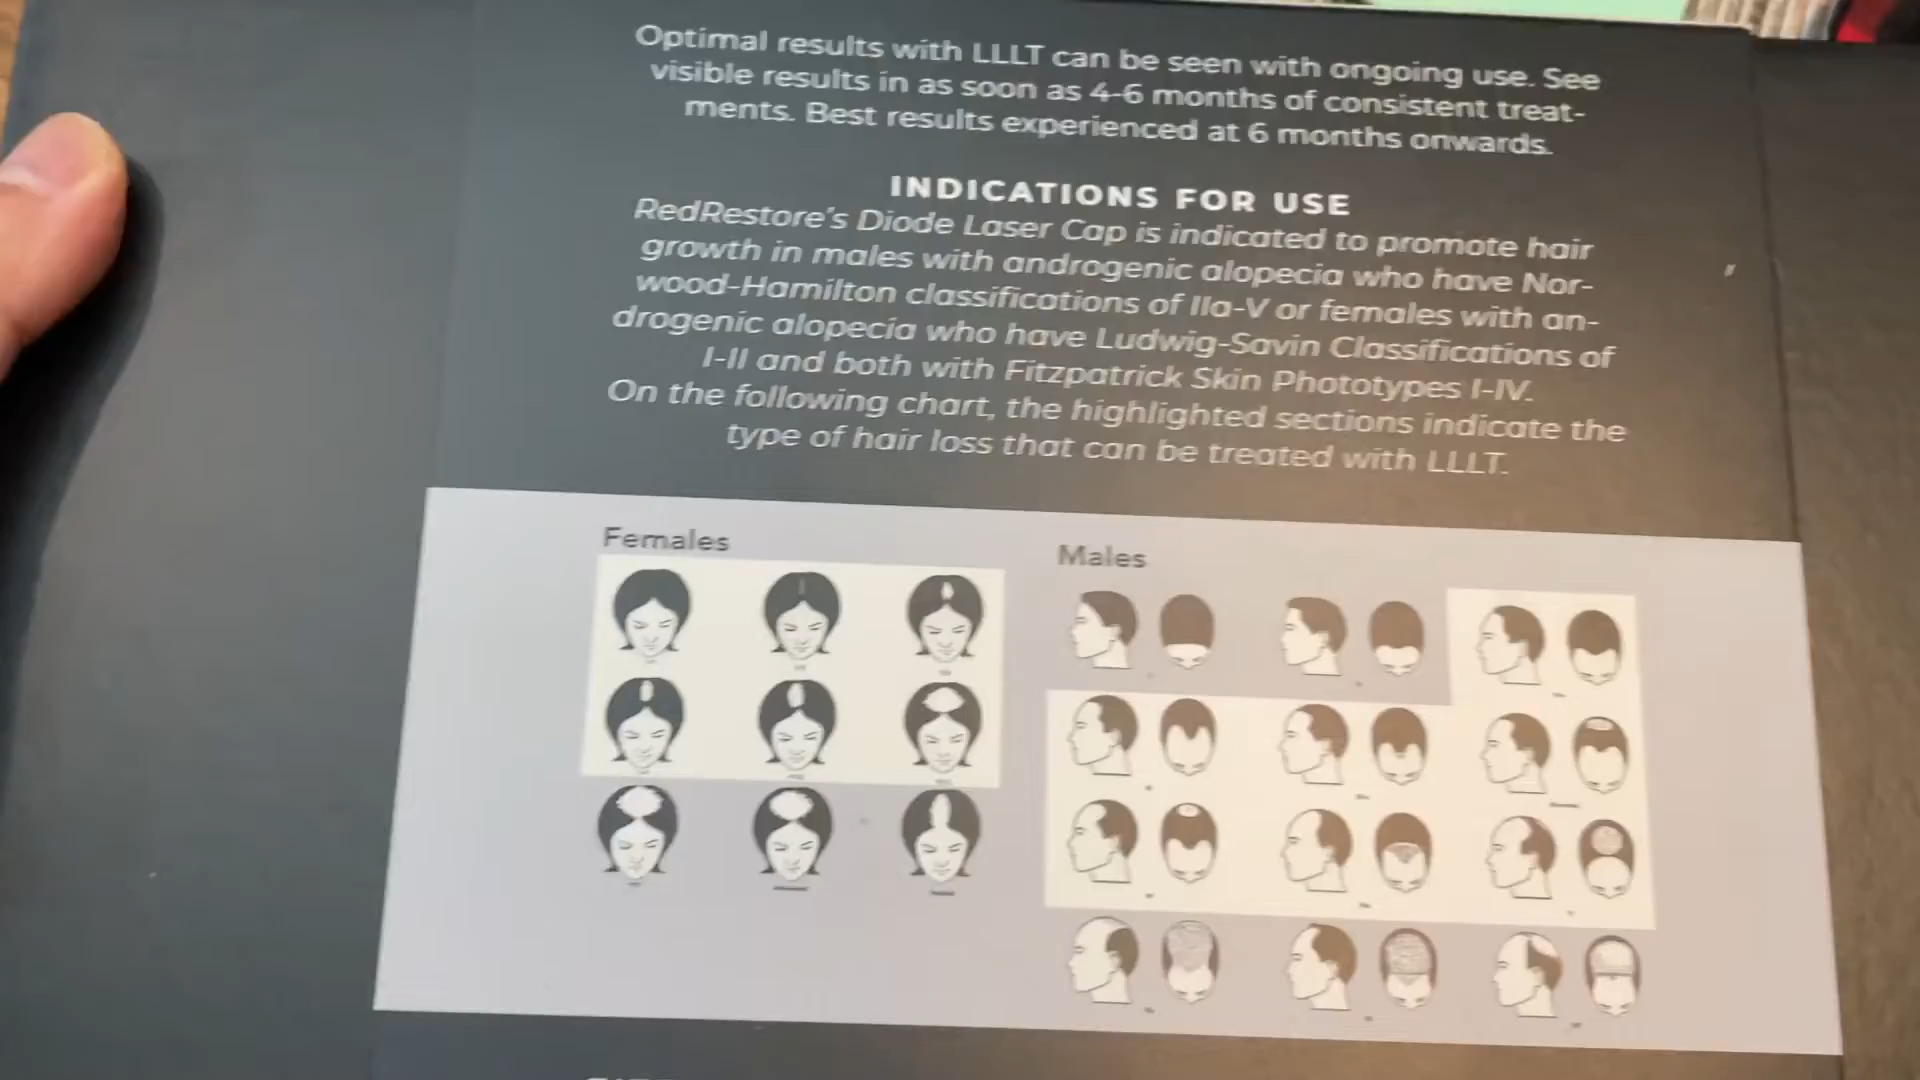 Optimal results with LLLT can be seen with ongoing use. See
visible results in as soon as 4-6 months of consistent treat-
ments. Best results experienced at 6 months onwards.
INDICATIONS FOR USE
RedRestore's Diode Laser Cap is indicated to promote hair
growth in males with androgenic alopecia who have Nor-
wood-Hamilton classifications of IIa-V or females with an-
drogenic alopecia who have Ludwig-Savin Classifications of
I-II and both with Fitzpatrick Skin Phototypes I-IV.
On the following chart, the highlighted sections indicate the
type of hair loss that can be treated with LLLT.
Females
Males